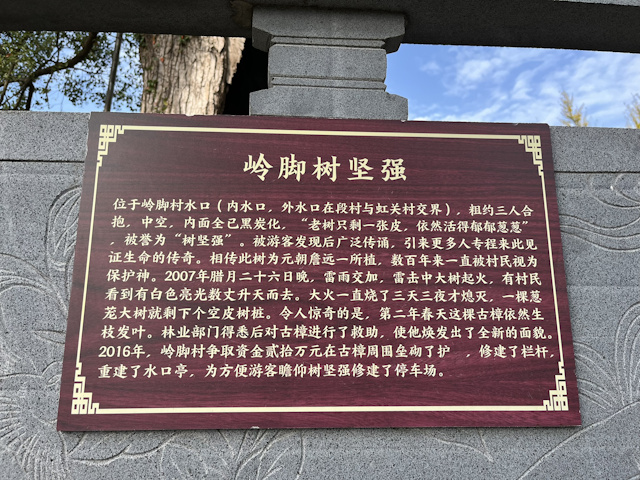 岭脚树坚强
位于岭脚村水口（内水口，外水口在段村与虹关村交界），粗约三人合
抱，中空，内面全已黑炭化，“老树只剩一张皮，依然活得郁郁葱葱”
，被誉为“树坚强”。被游客发现后广泛传诵，引来更多人专程来此见
证生命的传奇。相传此树为元朝詹远一所植，数百年来一直被村民视为
保护神。2007年腊月二十六日晚，雷雨交加，雷击中大树起火，有村民
看到有白色亮光数丈升天而去。大火一直烧了三天三夜才熄灭，一棵葱
茏大树就剩下个空皮树桩。令人惊奇的是，第二年春天这棵古樟依然生
枝发叶。林业部门得悉后对古樟进行了救助，使他焕发出了全新的面貌。
2016年，岭脚村争取资金贰拾万元在古樟周围垒砌了护 ，修建了栏杆，
重建了水口亭，为方便游客瞻仰树坚强修建了停车场。